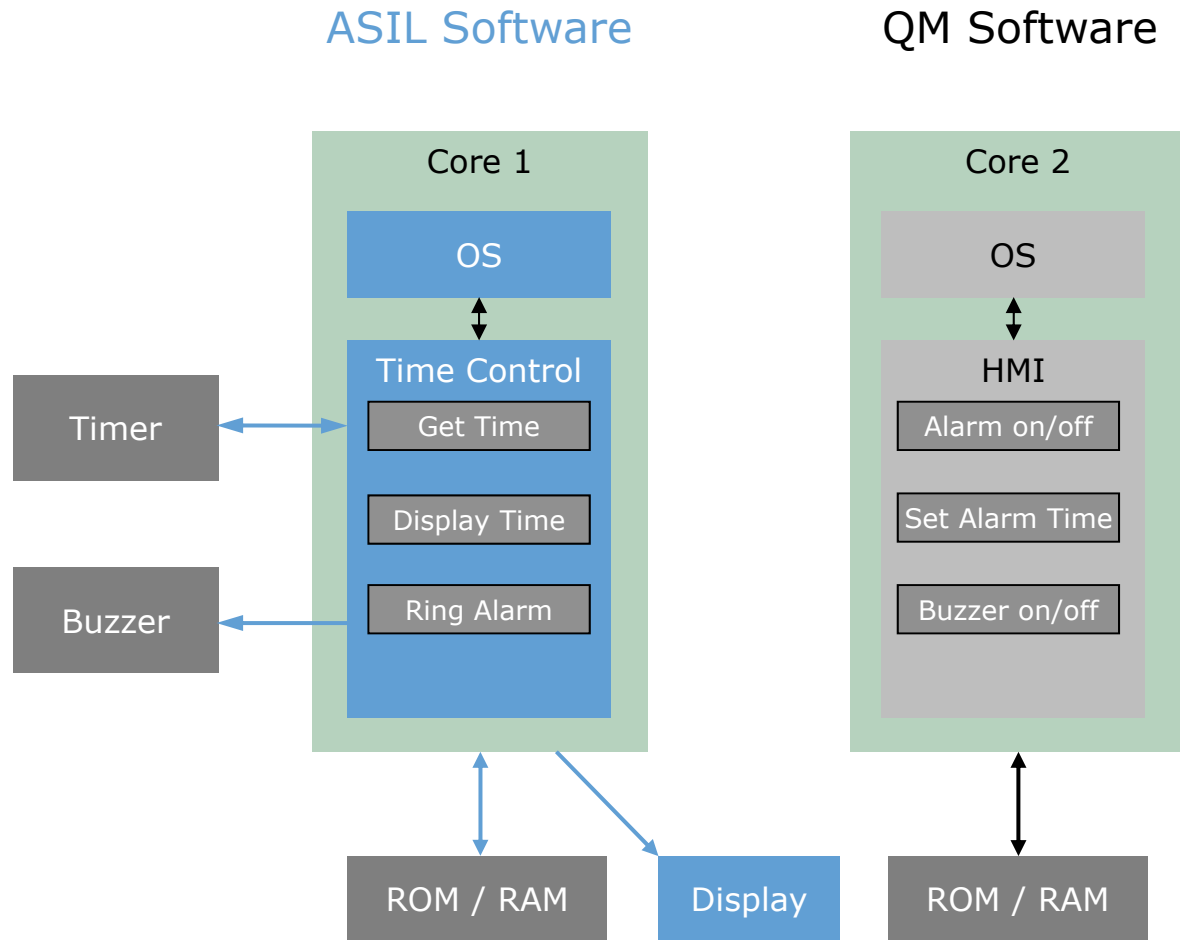 ASIL Software
QM Software
Core 1
OS
Time Control
Get Time
Display Time
Ring Alarm
Timer
Buzzer
ROM / RAM
Display
Core 2
OS
HMI
Alarm on/off
Set Alarm Time
Buzzer on/off
ROM / RAM